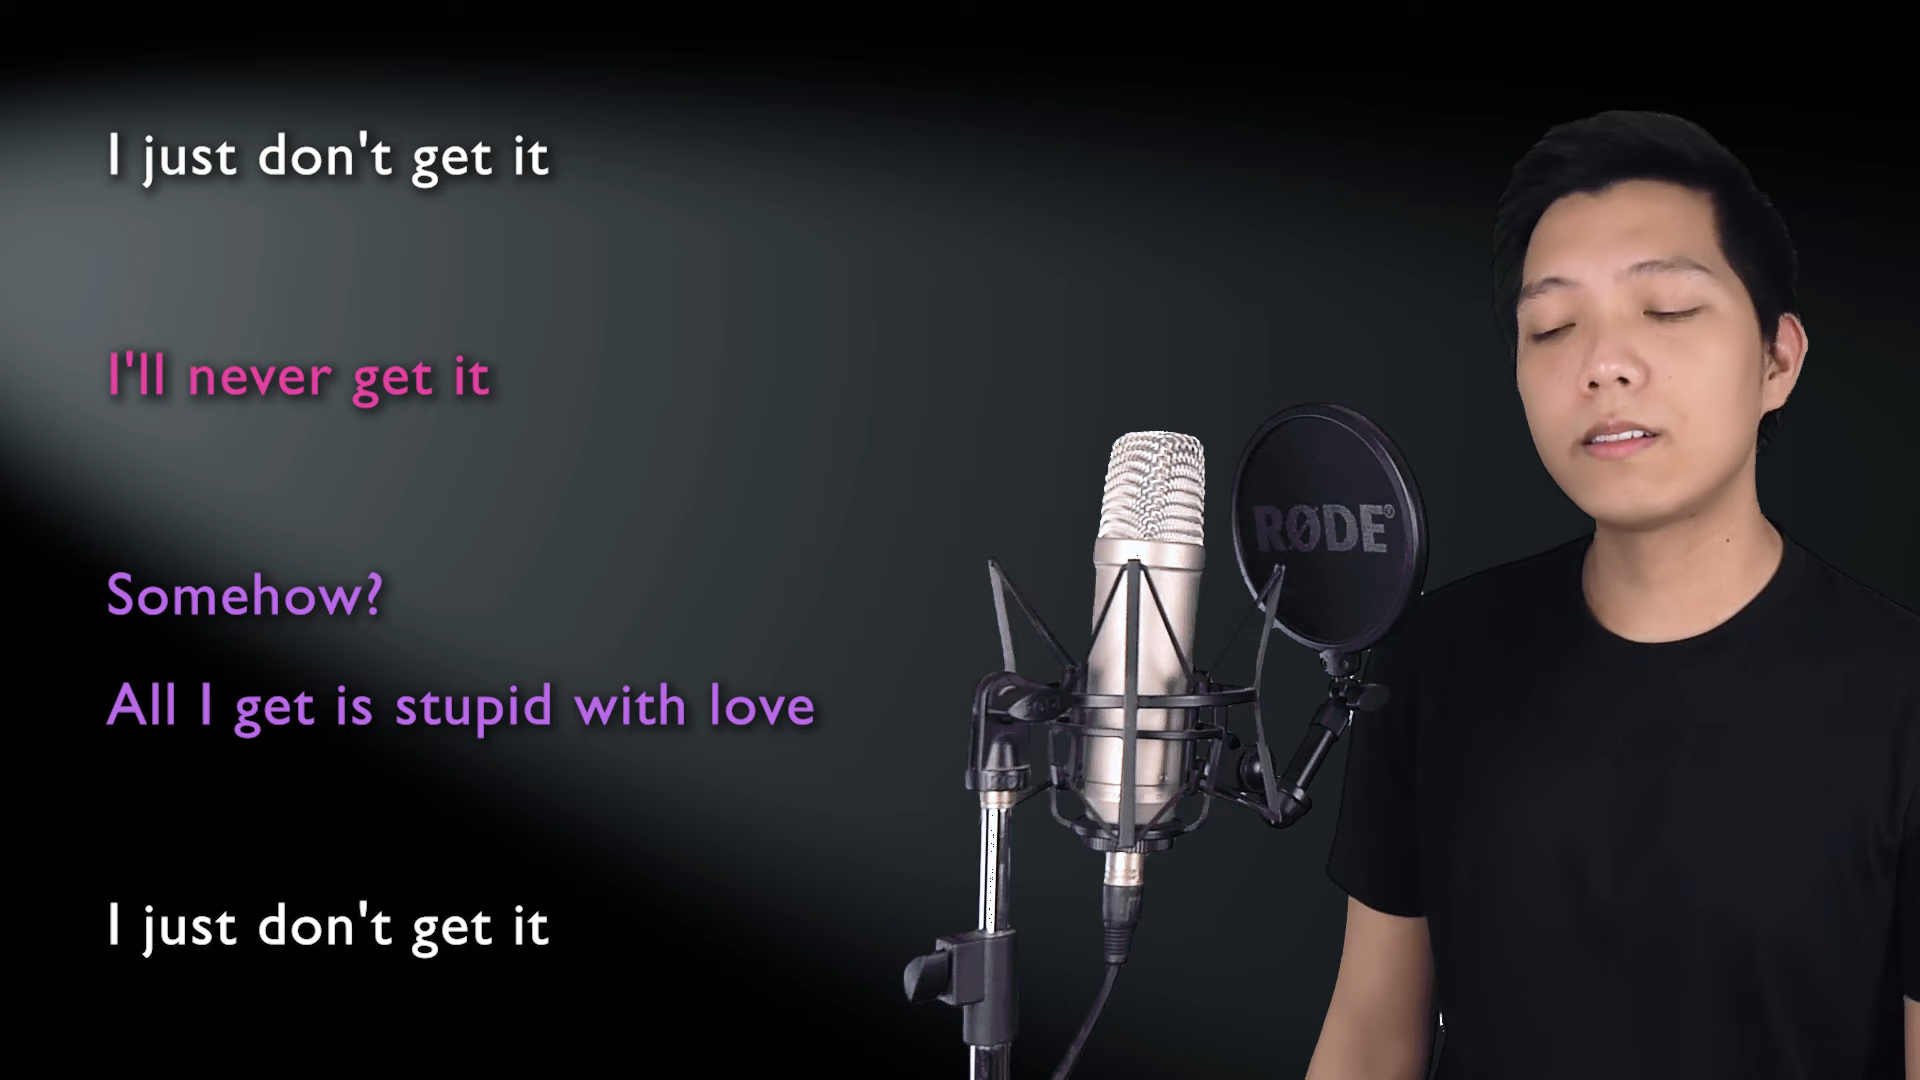 I just don't get it
I'll never get it
Somehow?
All I get is stupid with love
I just don't get it
RØDE®